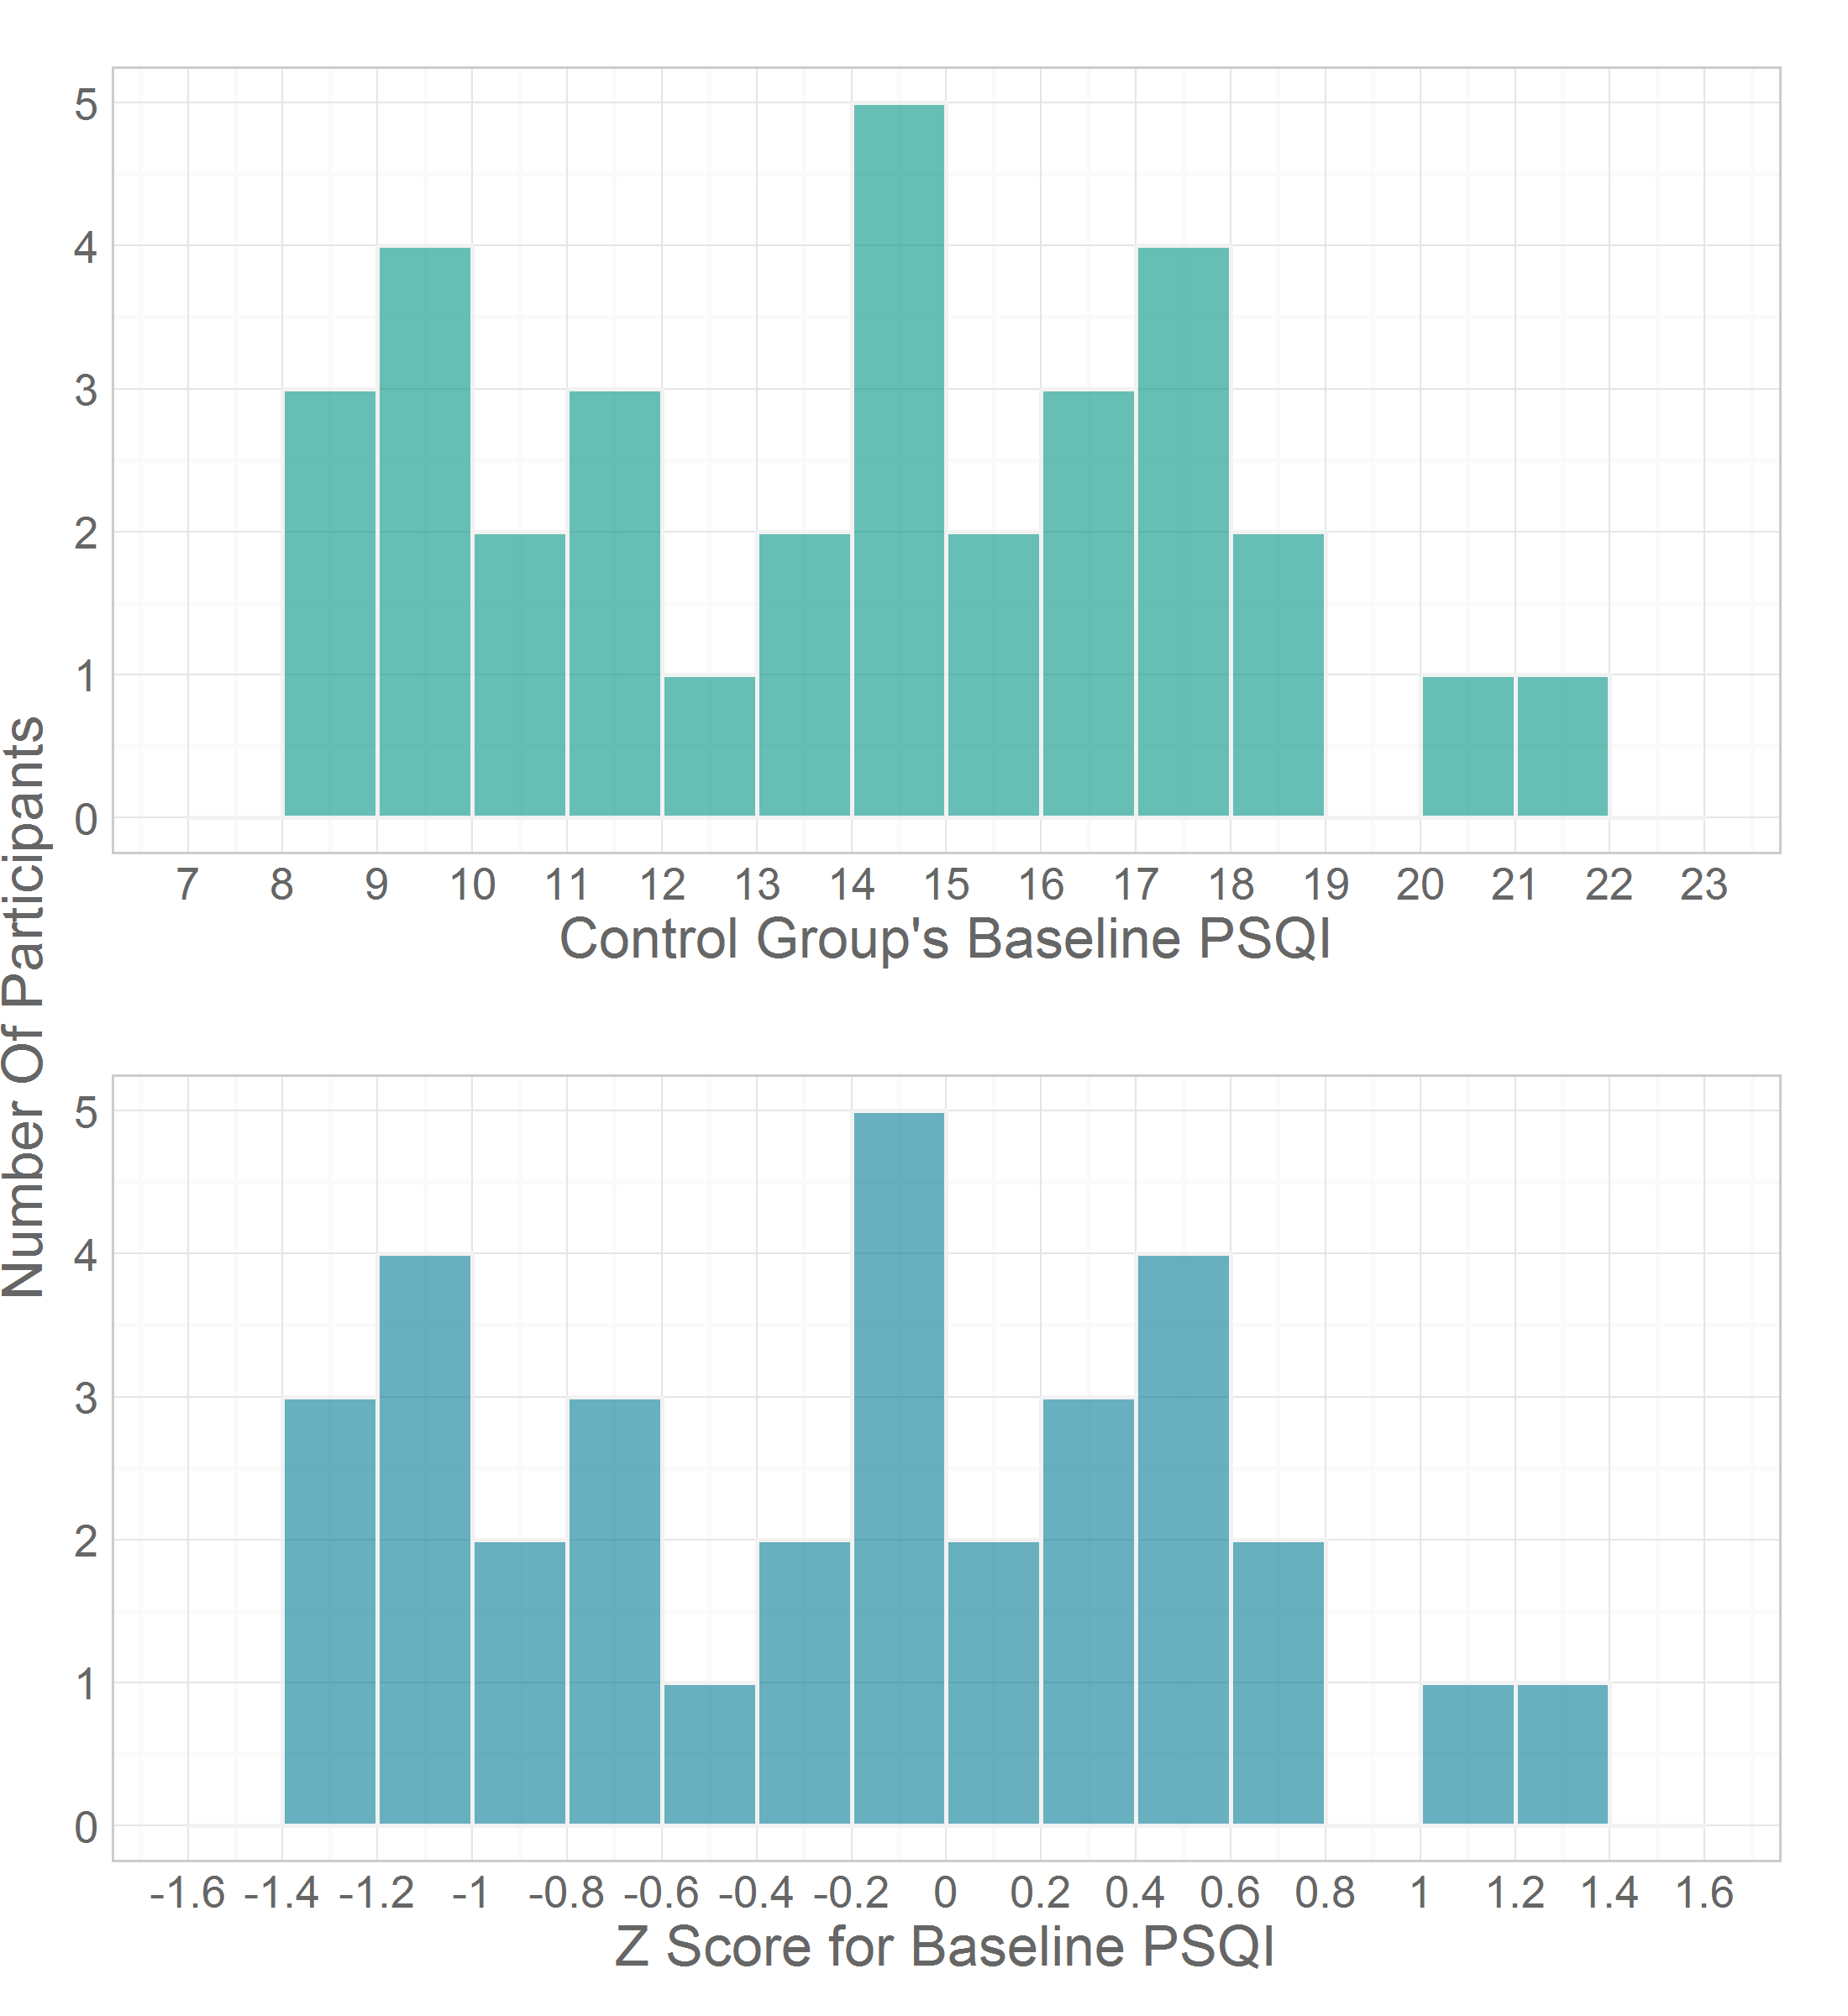 Number Of Participants
5
4
3
2
1
0
7 8 9 10 11 12 13 14 15 16 17 18 19 20 21 22 23
Control Group's Baseline PSQI
5
4
3
2
1
0
-1.6 -1.4 -1.2 -1 -0.8 -0.6 -0.4 -0.2 0 0.2 0.4 0.6 0.8 1 1.2 1.4 1.6
Z Score for Baseline PSQI